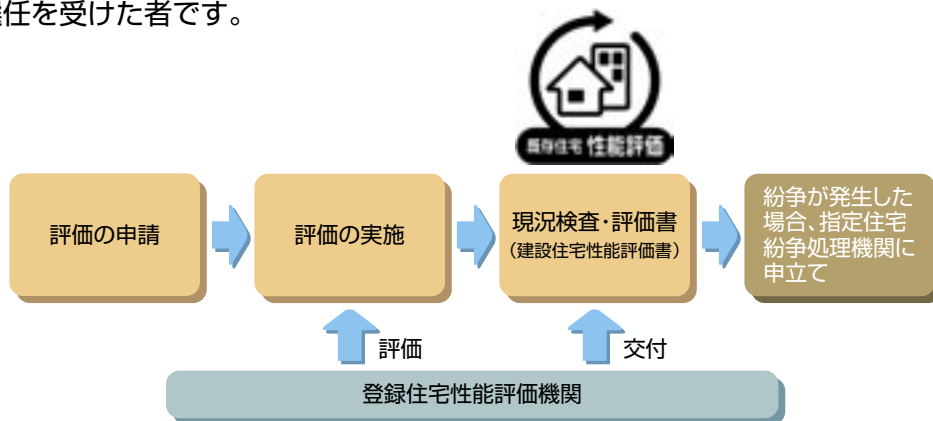 任を受けた者です。
既存住宅 性能評価
評価の申請
評価の実施
現況検査・評価書
（建設住宅性能評価書）
紛争が発生した
場合、指定住宅
紛争処理機関に
申立て
評価
交付
登録住宅性能評価機関